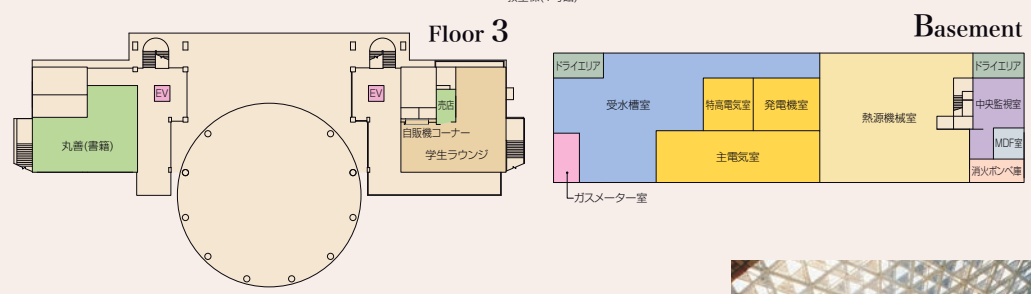 Floor 3
EV
EV
売店
自販機コーナー
学生ラウンジ
丸善(書籍)
Basement
ドライエリア
ドライエリア
受水槽室
特高電気室
発電機室
熱源機械室
中央監視室
主電気室
MDF室
消火ボンベ庫
ガスメーター室